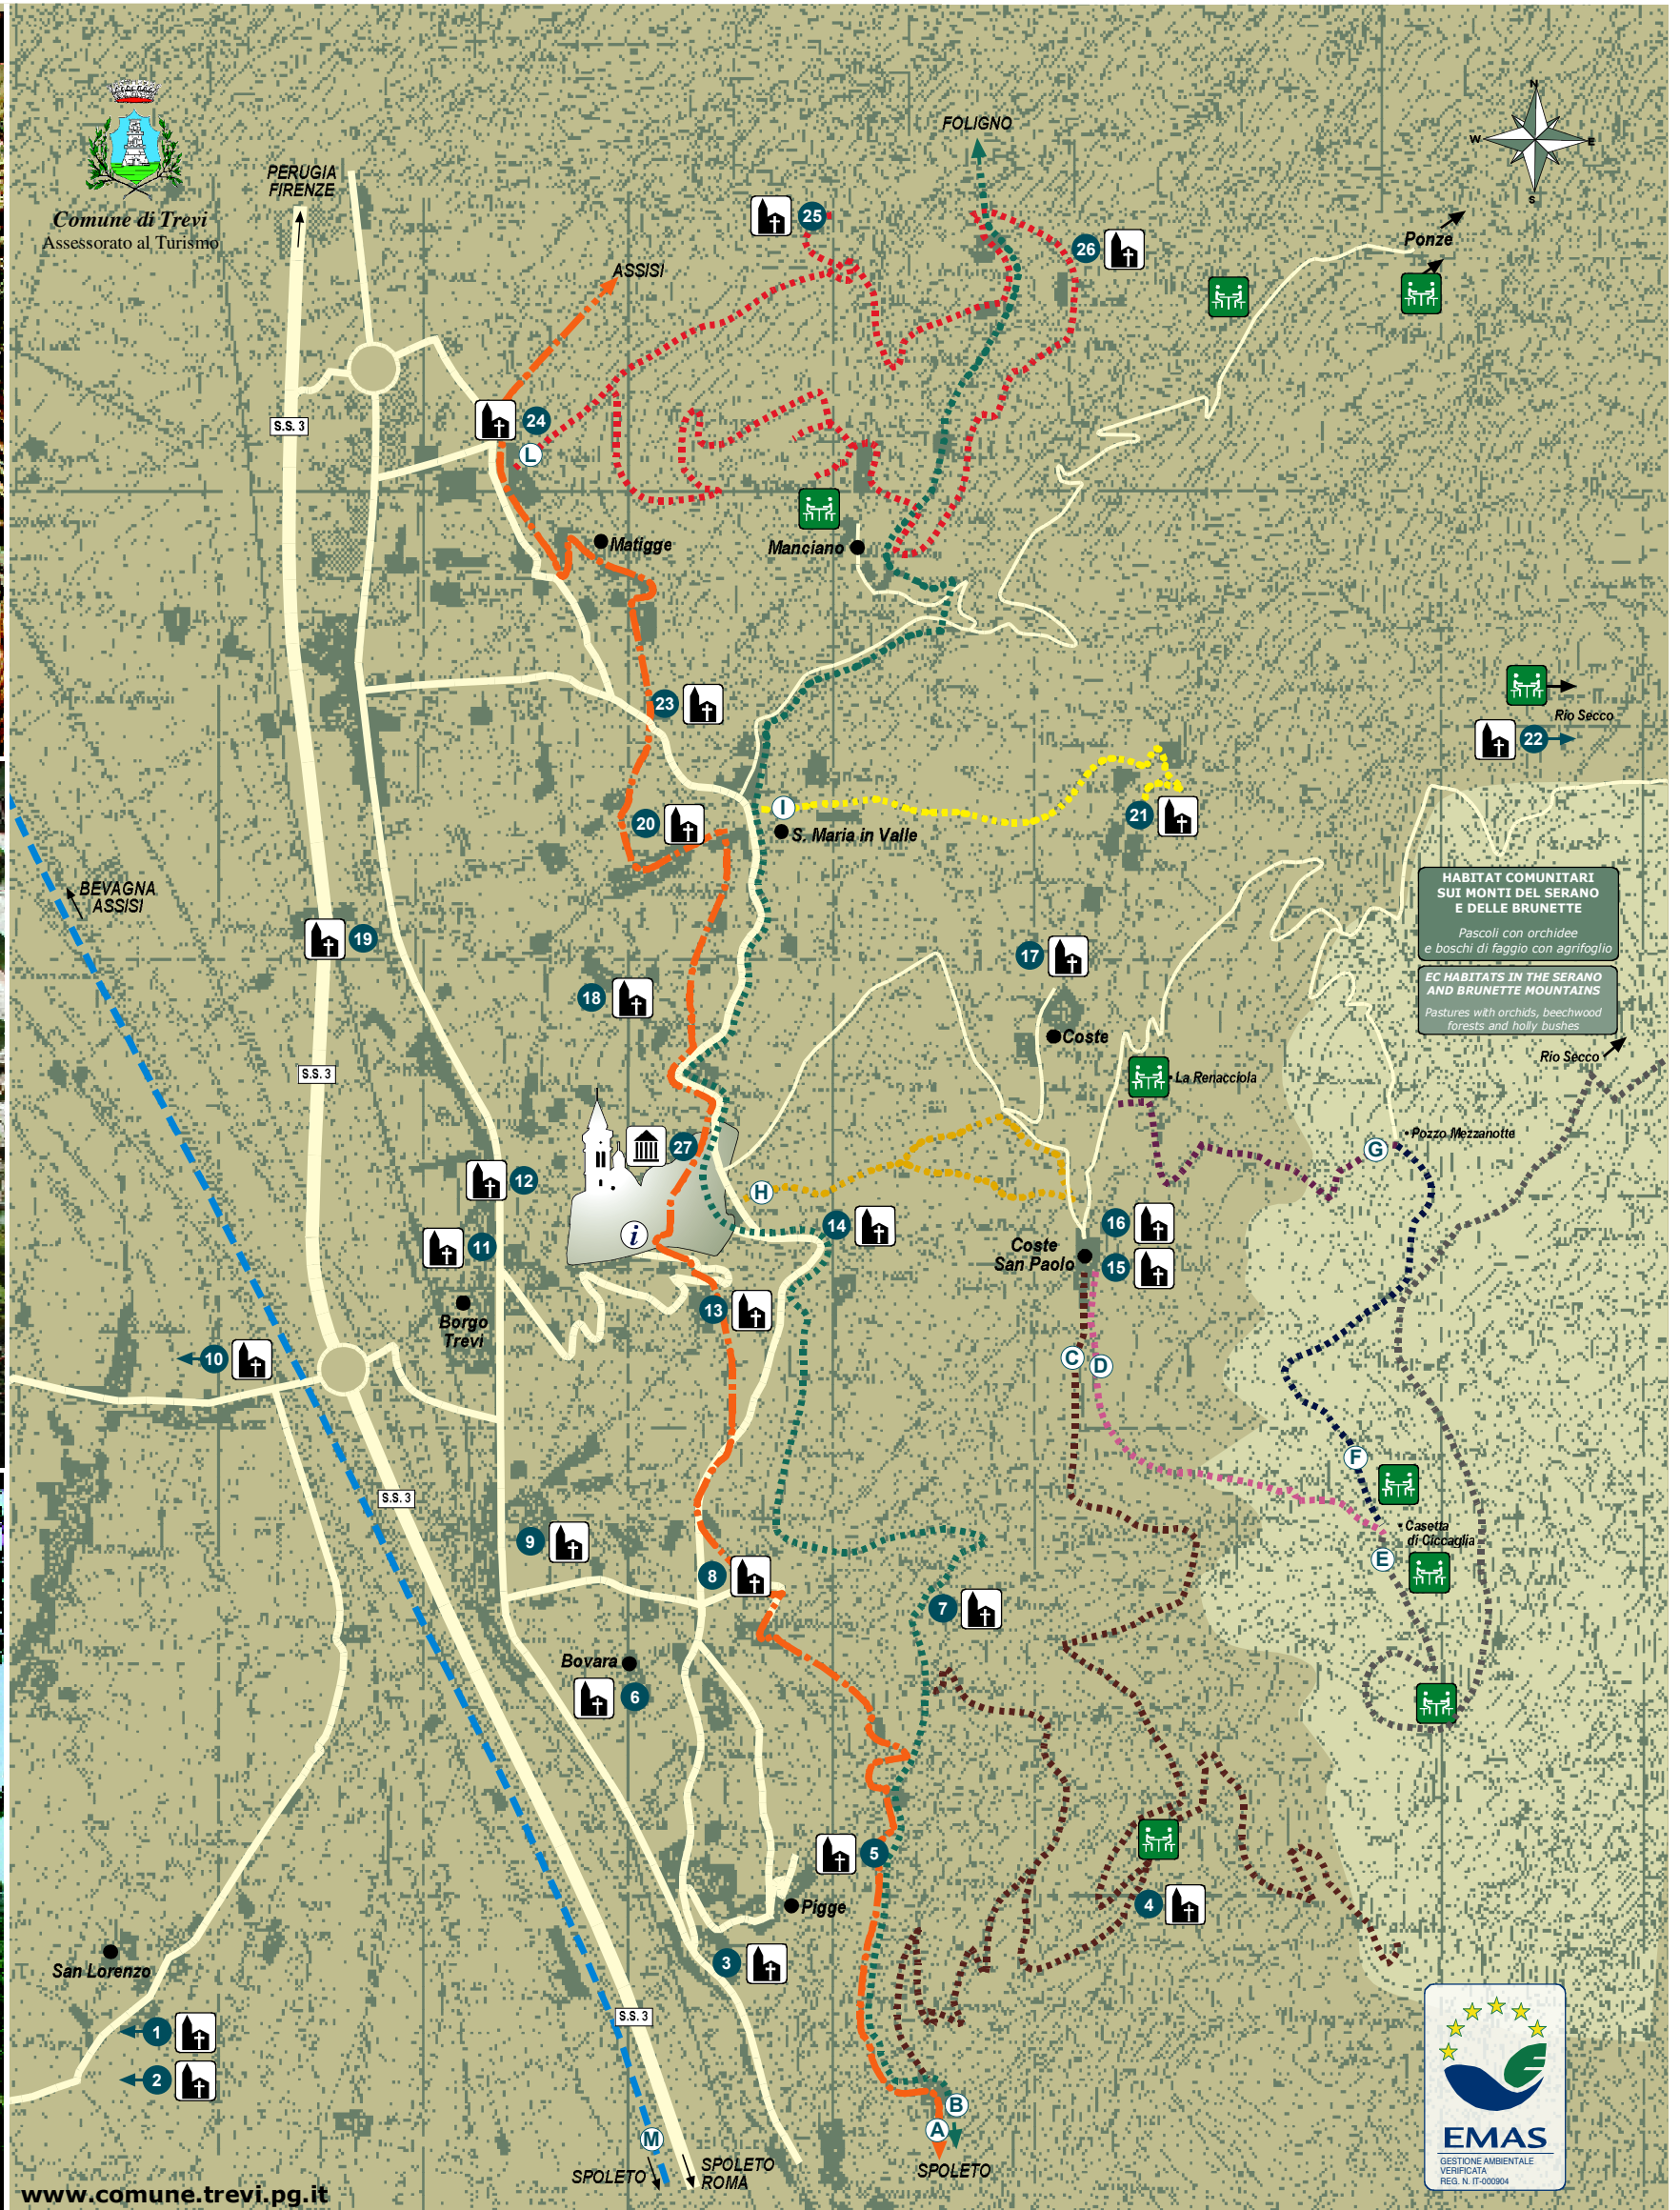 FOLIGNO
N
W
E
S
PERUGIA
FIRENZE
Comune di Trevi
Assessorato al Turismo
25
26
Ponze
ASSISI
S.S. 3
24
L
Matigge
Manciano
23
Rio Secco
22
I
20
S. Maria in Valle
21
BEVAGNA
ASSISI
HABITAT COMUNITARI
SUI MONTI DEL SERANO
E DELLE BRUNETTE
Pascoli con orchidee
e boschi di faggio con agrifoglio
19
17
EC HABITATS IN THE SERANO
AND BRUNETTE MOUNTAINS
Pastures with orchids, beechwood
forests and holly bushes
18
Coste
Rio Secco
S.S. 3
La Renacciola
27
Pozzo Mezzanotte
G
12
H
14
16
i
11
Coste
San Paolo
15
13
Borgo
Trevi
10
C
D
F
S.S. 3
9
Casetta
di Ciccaglia
E
8
7
Bovara
6
5
4
Pigge
3
San Lorenzo
S.S. 3
1
2
B
A
M
EMAS
GESTIONE AMBIENTALE
VERIFICATA
REG. N. IT-000904
SPOLETO
SPOLETO
ROMA
SPOLETO
www.comune.trevi.pg.it